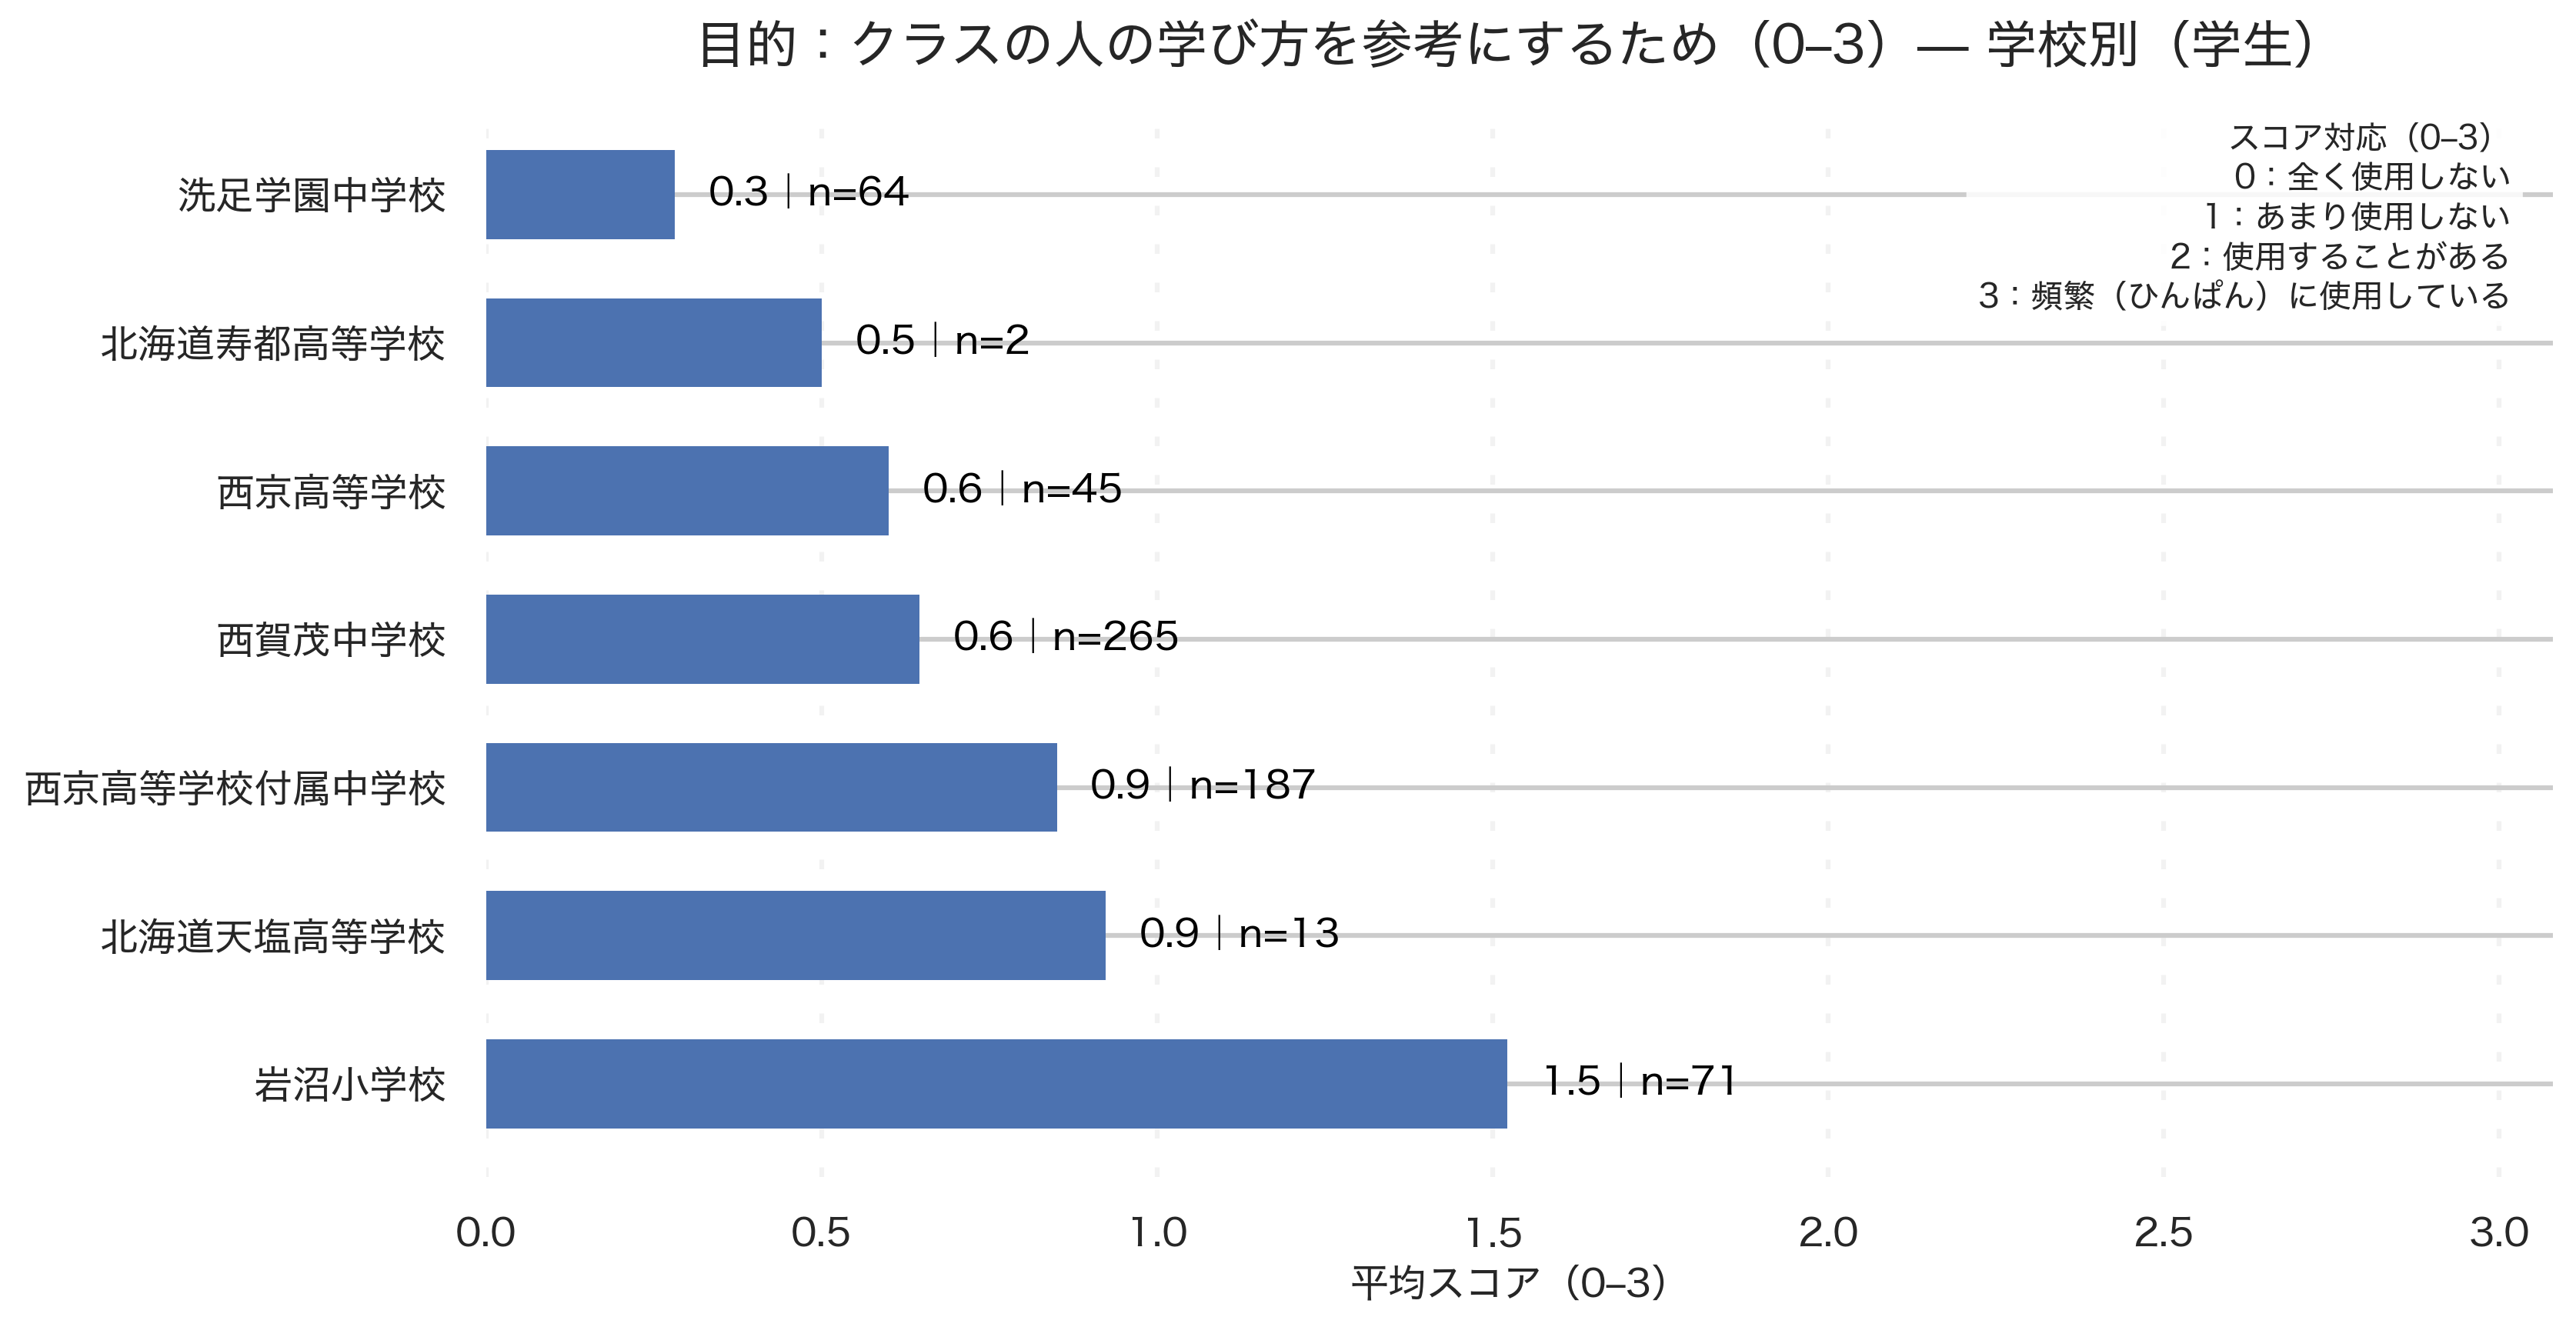 目的：クラスの人の学び方を参考にするため（0–3）— 学校別（学生）
スコア対応（0–3）
0：全く使用しない
1：あまり使用しない
2：使用することがある
3：頻繁（ひんぱん）に使用している
洗足学園中学校 0.3｜n=64
北海道寿都高等学校 0.5｜n=2
西京高等学校 0.6｜n=45
西賀茂中学校 0.6｜n=265
西京高等学校付属中学校 0.9｜n=187
北海道天塩高等学校 0.9｜n=13
岩沼小学校 1.5｜n=71
0.0 0.5 1.0 1.5 2.0 2.5 3.0
平均スコア（0–3）